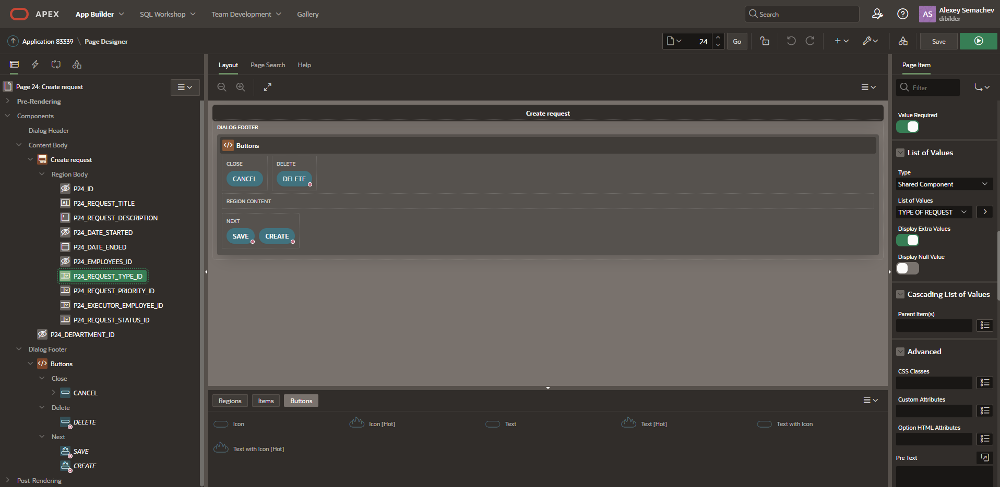 APEX
App Builder
SQL Workshop
Team Development
Gallery
Search
AS
Alexey Semachev
dibilder
Application 83339 \ Page Designer
24
Go
Save
Page 24: Create request
Pre-Rendering
Components
Dialog Header
Content Body
Create request
Region Body
P24_ID
P24_REQUEST_TITLE
P24_REQUEST_DESCRIPTION
P24_DATE_STARTED
P24_DATE_ENDED
P24_EMPLOYEES_ID
P24_REQUEST_TYPE_ID
P24_REQUEST_PRIORITY_ID
P24_EXECUTOR_EMPLOYEE_ID
P24_REQUEST_STATUS_ID
P24_DEPARTMENT_ID
Dialog Footer
Buttons
Close
CANCEL
Delete
DELETE
Next
SAVE
CREATE
Post-Rendering
Layout
Page Search
Help
Create request
DIALOG FOOTER
Buttons
CLOSE
CANCEL
DELETE
DELETE
REGION CONTENT
NEXT
SAVE
CREATE
Regions
Items
Buttons
Icon
Icon [Hot]
Text
Text [Hot]
Text with Icon
Text with Icon [Hot]
Page Item
Filter
Value Required
List of Values
Type
Shared Component
List of Values
TYPE OF REQUEST
Display Extra Values
Display Null Value
Cascading List of Values
Parent Item(s)
Advanced
CSS Classes
Custom Attributes
Option HTML Attributes
Pre Text